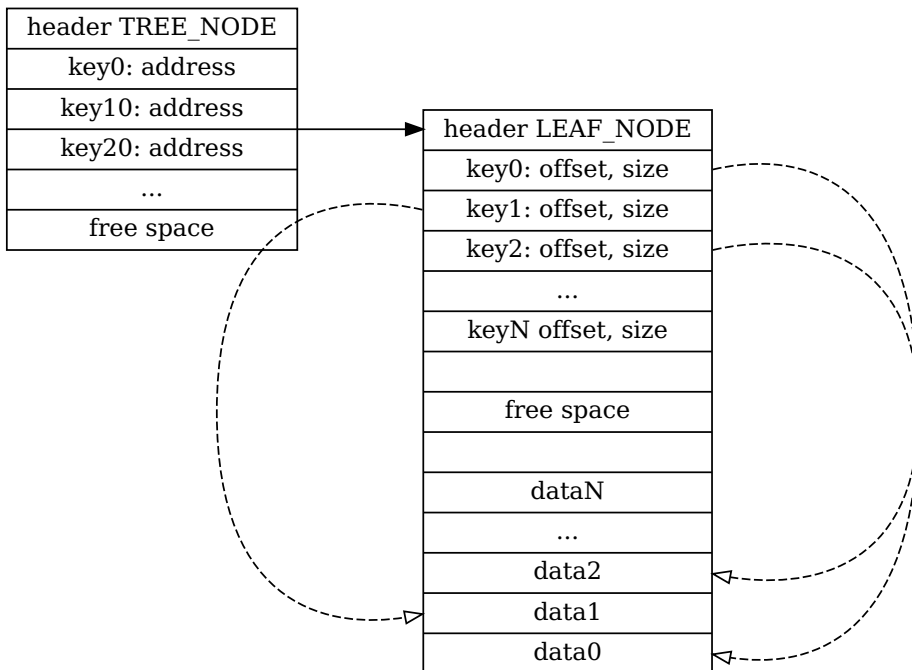 header TREE_NODE
key0: address
key10: address
key20: address
...
free space
header LEAF_NODE
key0: offset, size
key1: offset, size
key2: offset, size
...
keyN offset, size
free space
dataN
...
data2
data1
data0